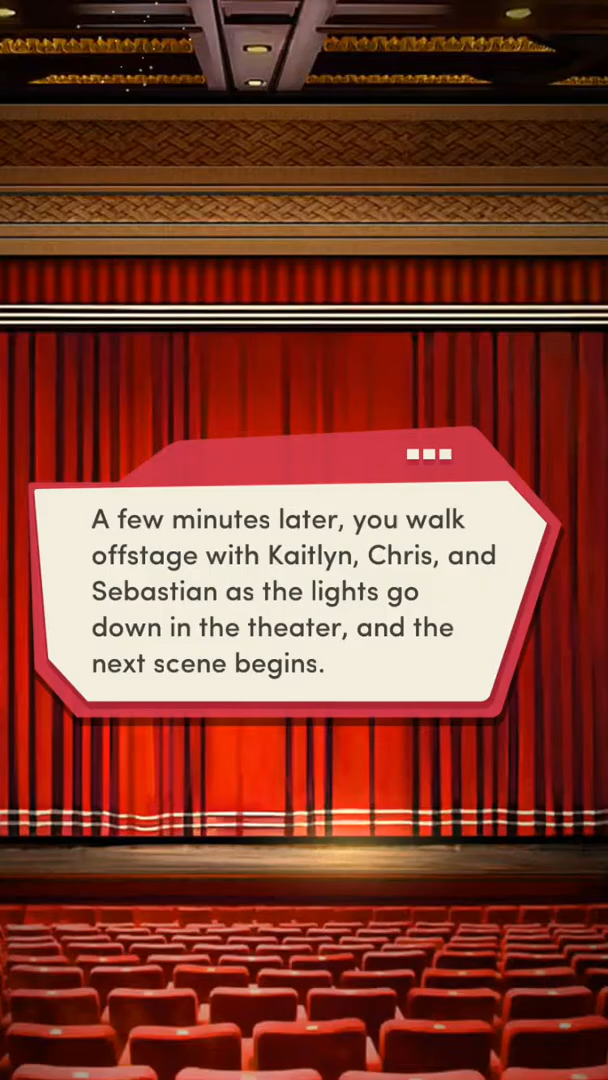 A few minutes later, you walk
offstage with Kaitlyn, Chris, and
Sebastian as the lights go
down in the theater, and the
next scene begins.